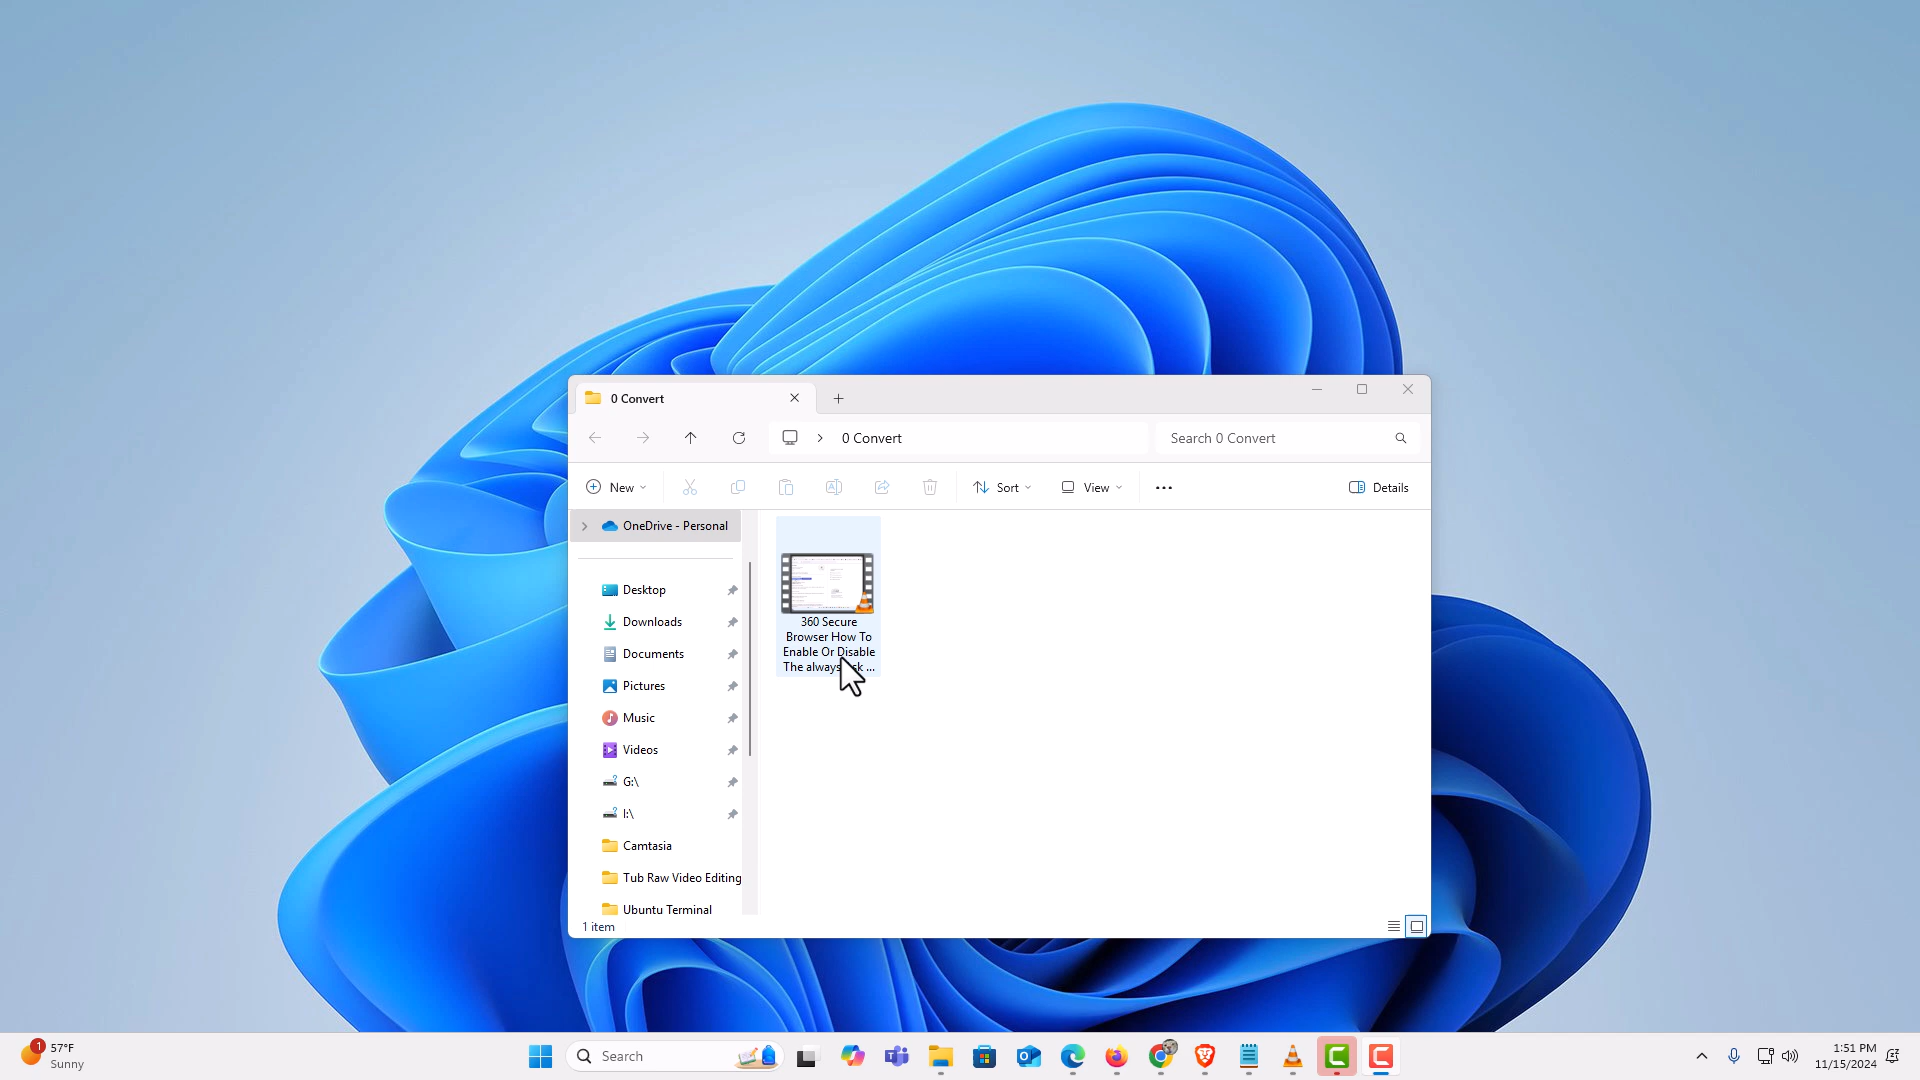 0 Convert
0 Convert
Search 0 Convert
New
Sort
View
Details
OneDrive - Personal
Desktop
Downloads
Documents
Pictures
Music
Videos
G:\
I:\
Camtasia
Tub Raw Video Editing
Ubuntu Terminal
360 Secure
Browser How To
Enable Or Disable
The always ...
1 item
1
57°F
Sunny
Search
1:51 PM
11/15/2024